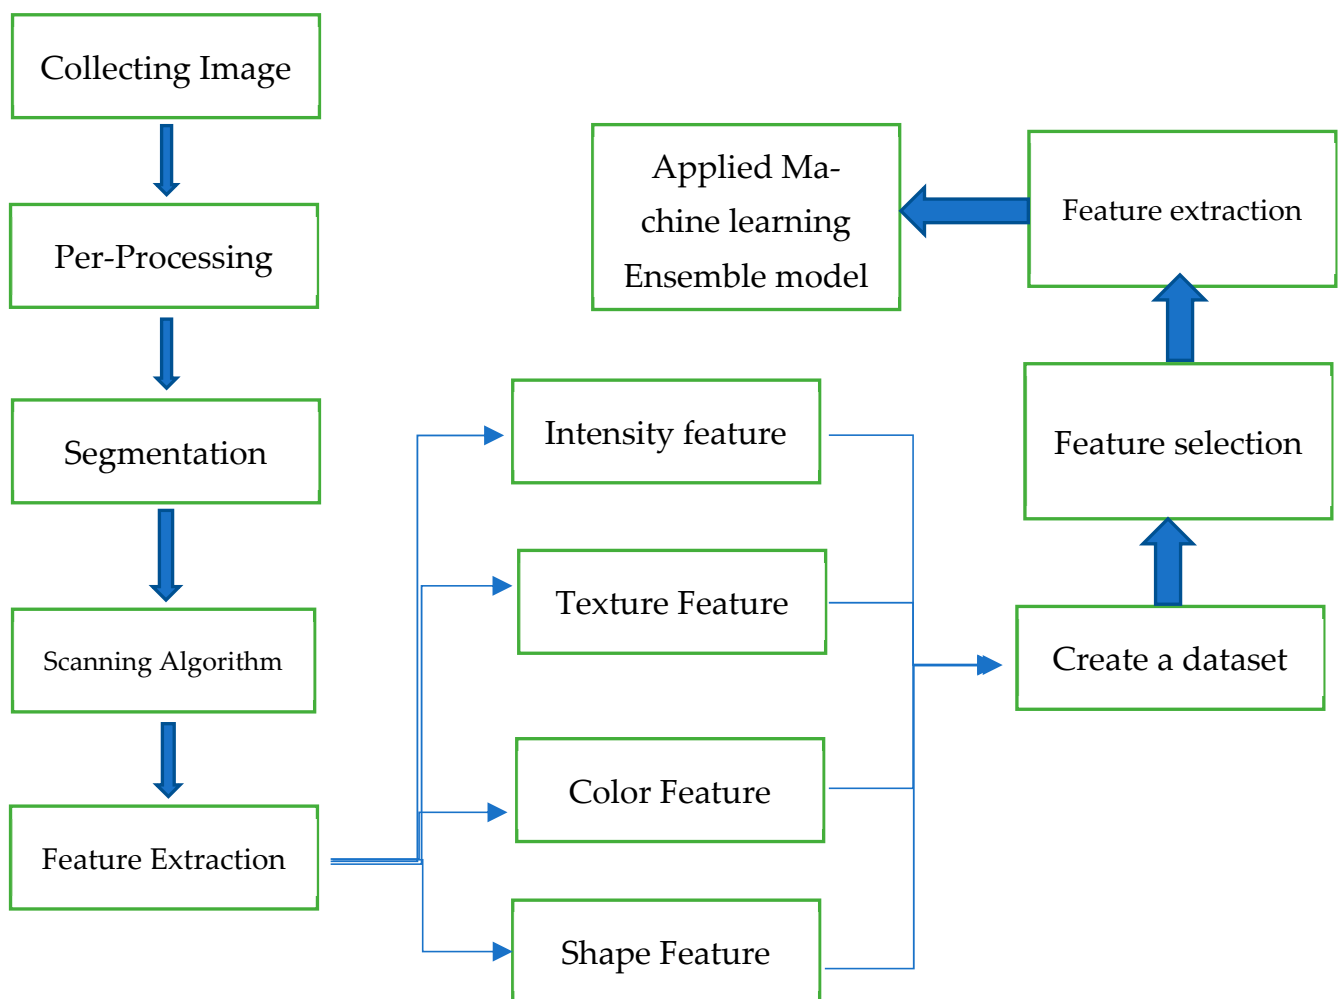 Collecting Image
Per-Processing
Segmentation
Scanning Algorithm
Feature Extraction
Intensity feature
Texture Feature
Color Feature
Shape Feature
Create a dataset
Feature selection
Feature extraction
Applied Ma-
chine learning
Ensemble model